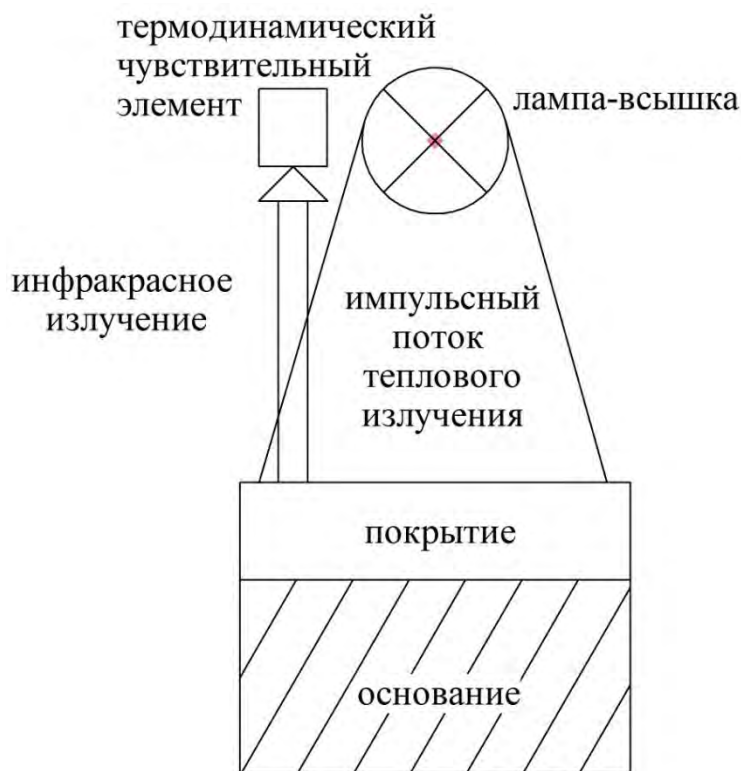 термодинамический
чувствительный
элемент
лампа-всышка
инфракрасное
излучение
импульсный
поток
теплового
излучения
покрытие
основание